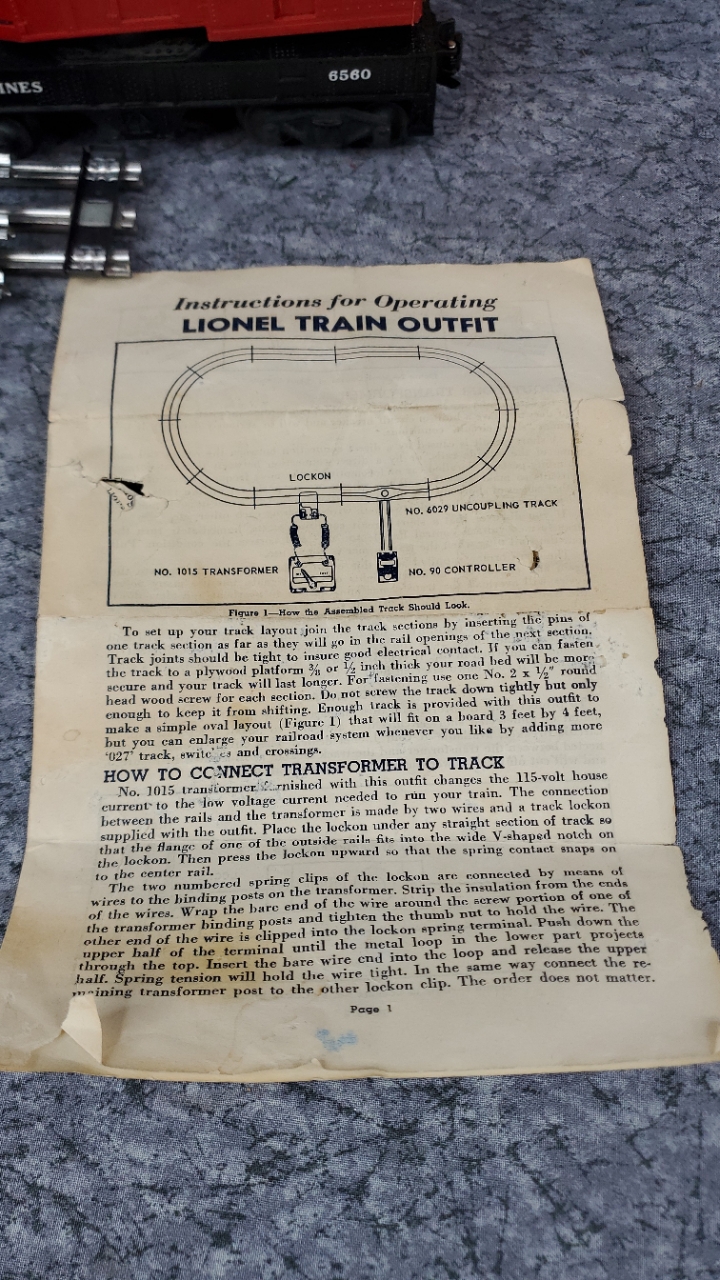 INES
6560
Instructions for Operating
LIONEL TRAIN OUTFIT
LOCKON
NO. 6029 UNCOUPLING TRACK
NO. 1015 TRANSFORMER
NO. 90 CONTROLLER
Figure 1—How the Assembled Track Should Look.
To set up your track layout join the track sections by inserting the pins of
one track section as far as they will go in the rail openings of the next section.
Track joints should be tight to insure good electrical contact. If you can fasten
the track to a plywood platform ⅜ or ½ inch thick your road bed will be more
secure and your track will last longer. For fastening use one No. 2 x ½" round
head wood screw for each section. Do not screw the track down tightly but only
enough to keep it from shifting. Enough track is provided with this outfit to
make a simple oval layout (Figure 1) that will fit on a board 3 feet by 4 feet,
but you can enlarge your railroad system whenever you like by adding more
'027' track, switches and crossings.
HOW TO CONNECT TRANSFORMER TO TRACK
No. 1015 transformer furnished with this outfit changes the 115-volt house
current to the low voltage current needed to run your train. The connection
between the rails and the transformer is made by two wires and a track lockon
supplied with the outfit. Place the lockon under any straight section of track so
that the flange of one of the outside rails fits into the wide V-shaped notch on
the lockon. Then press the lockon upward so that the spring contact snaps on
to the center rail.
The two numbered spring clips of the lockon are connected by means of
wires to the binding posts on the transformer. Strip the insulation from the ends
of the wires. Wrap the bare end of the wire around the screw portion of one of
the transformer binding posts and tighten the thumb nut to hold the wire. The
other end of the wire is clipped into the lockon spring terminal. Push down the
upper half of the terminal until the metal loop in the lower part projects
through the top. Insert the bare wire end into the loop and release the upper
half. Spring tension will hold the wire tight. In the same way connect the re-
maining transformer post to the other lockon clip. The order does not matter.
Page 1